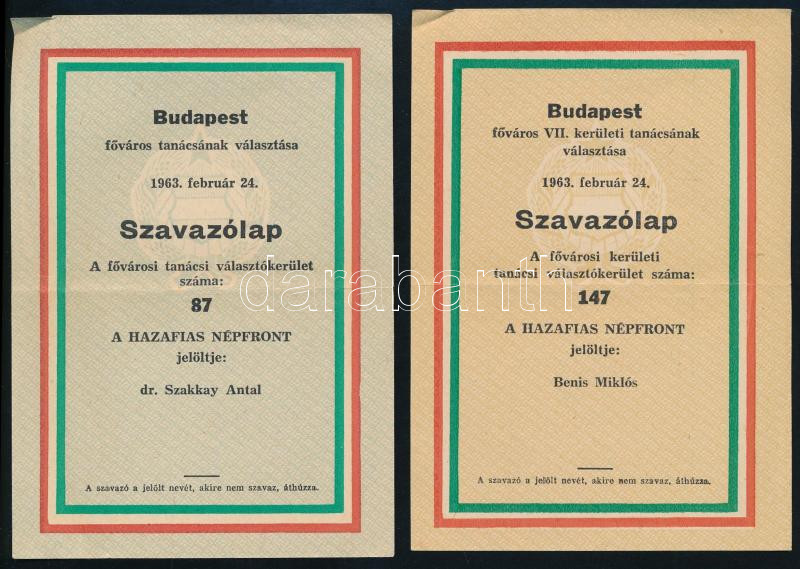 Budapest
főváros tanácsának választása
1963. február 24.
Szavazólap
A fővárosi tanácsi választókerület
száma:
87
A HAZAFIAS NÉPFRONT
jelöltje:
dr. Szakkay Antal
A szavazó a jelölt nevét, akire nem szavaz, áthúzza.
Budapest
főváros VII. kerületi tanácsának
választása
1963. február 24.
Szavazólap
A fővárosi kerületi
tanácsi választókerület száma:
147
A HAZAFIAS NÉPFRONT
jelöltje:
Benis Miklós
A szavazó a jelölt nevét, akire nem szavaz, áthúzza.
darabanth.com